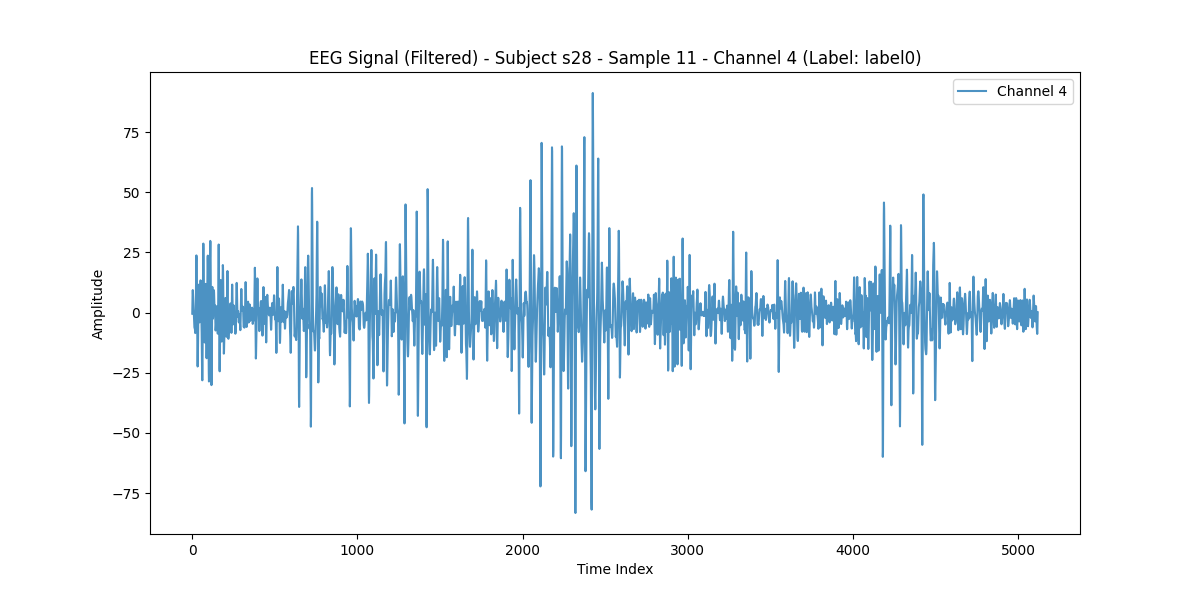 EEG Signal (Filtered) - Subject s28 - Sample 11 - Channel 4 (Label: label0)
Channel 4
75
50
25
0
−25
−50
−75
Amplitude
0 1000 2000 3000 4000 5000
Time Index